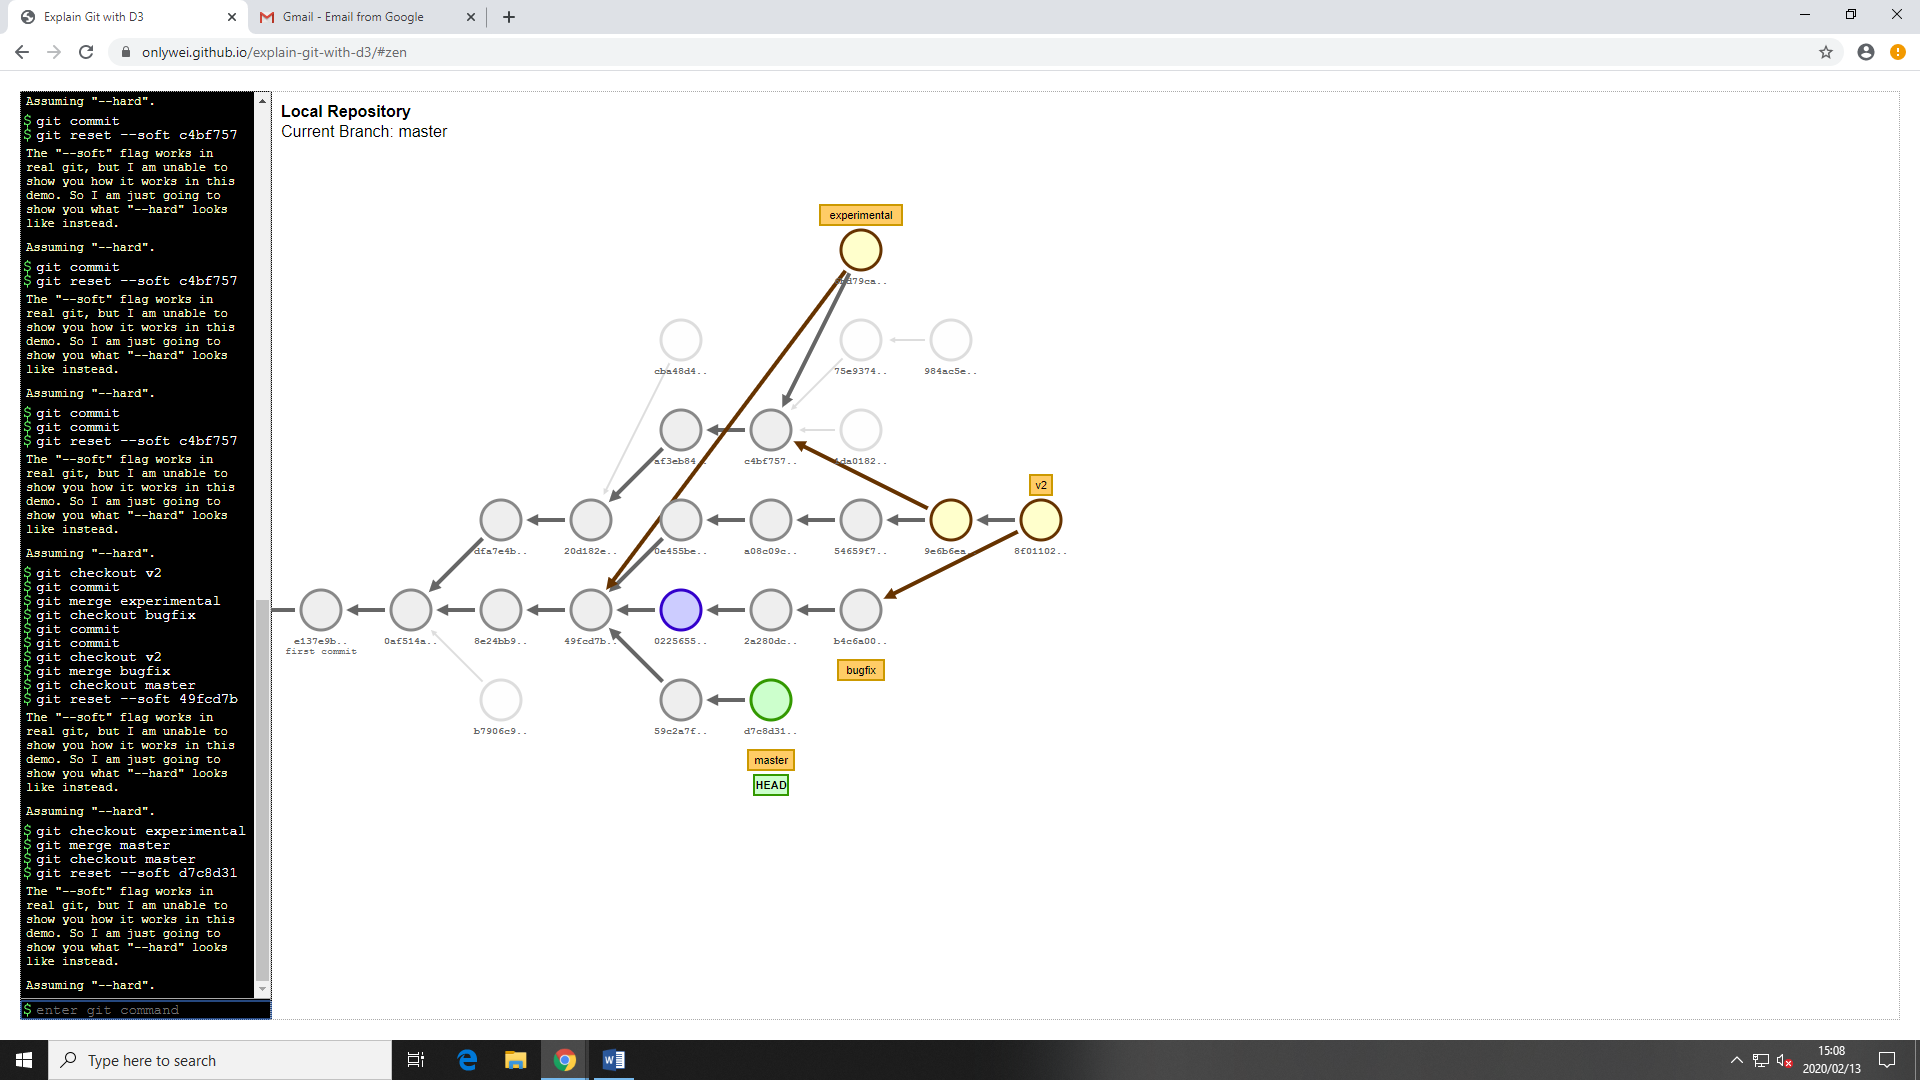 Explain Git with D3
Gmail - Email from Google
onlywei.github.io/explain-git-with-d3/#zen
Assuming "--hard".
$ git commit
$ git reset --soft c4bf757
The "--soft" flag works in
real git, but I am unable to
show you how it works in this
demo. So I am just going to
show you what "--hard" looks
like instead.
Assuming "--hard".
$ git commit
$ git reset --soft c4bf757
The "--soft" flag works in
real git, but I am unable to
show you how it works in this
demo. So I am just going to
show you what "--hard" looks
like instead.
Assuming "--hard".
$ git commit
$ git commit
$ git reset --soft c4bf757
The "--soft" flag works in
real git, but I am unable to
show you how it works in this
demo. So I am just going to
show you what "--hard" looks
like instead.
Assuming "--hard".
$ git checkout v2
$ git commit
$ git merge experimental
$ git checkout bugfix
$ git commit
$ git commit
$ git checkout v2
$ git merge bugfix
$ git checkout master
$ git reset --soft 49fcd7b
The "--soft" flag works in
real git, but I am unable to
show you how it works in this
demo. So I am just going to
show you what "--hard" looks
like instead.
Assuming "--hard".
$ git checkout experimental
$ git merge master
$ git checkout master
$ git reset --soft d7c8d31
The "--soft" flag works in
real git, but I am unable to
show you how it works in this
demo. So I am just going to
show you what "--hard" looks
like instead.
Assuming "--hard".
$ enter git command
Local Repository
Current Branch: master
experimental
cba48d4..
75e9374..
984ac5e..
af3eb84..
c4bf757..
v2
dfa7e4b..
20d182e..
0e455be..
a08c09c..
54659f7..
9e6b6ea..
8f01102..
e137e9b..
first commit
0af514a..
8e24bb9..
49fcd7b..
0225655..
2a280dc..
b4c6a00..
bugfix
b7906c9..
59c2a7f..
d7c8d31..
master
HEAD
Type here to search
15:08
2020/02/13